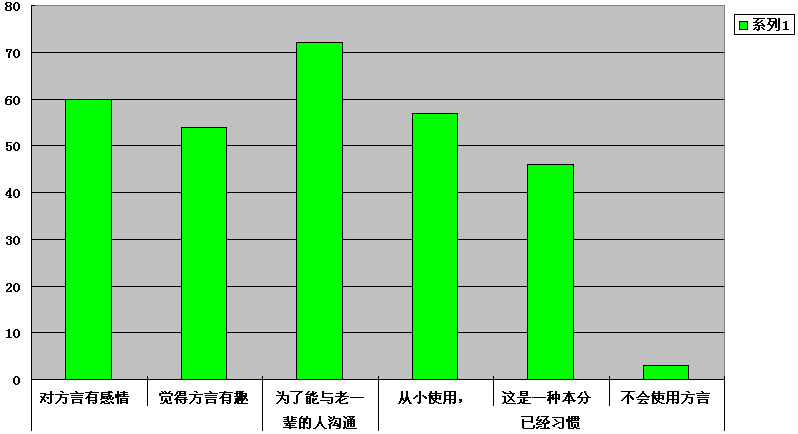 80
70
60
50
40
30
20
10
0
系列1
对方言有感情
觉得方言有趣
为了能与老一
辈的人沟通
从小使用，
这是一种本分
已经习惯
不会使用方言